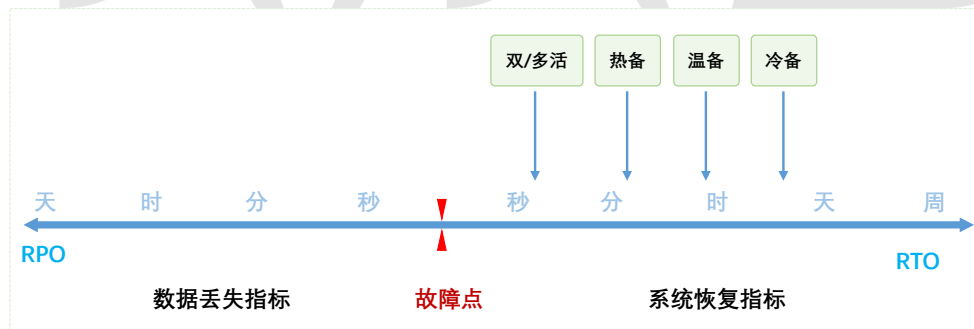 双/多活 热备 温备 冷备
天 时 分 秒 秒 分 时 天 周
RPO RTO
数据丢失指标 故障点 系统恢复指标